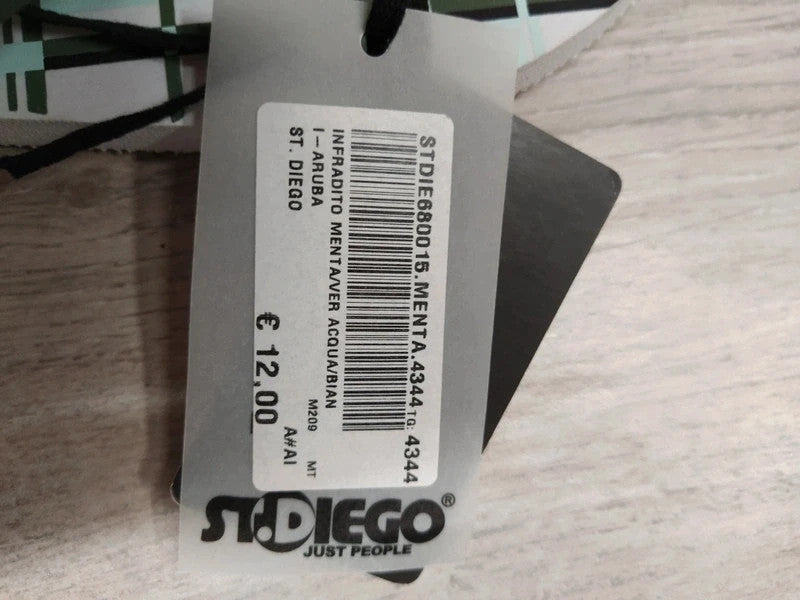 STDIE680015.MENTA.4344 TG: 4344
INFRADITO MENTA/VER ACQUA/BIAN M209 MT
I - ARUBA A#AI
ST. DIEGO
€ 12,00
ST.DIEGO®
JUST PEOPLE